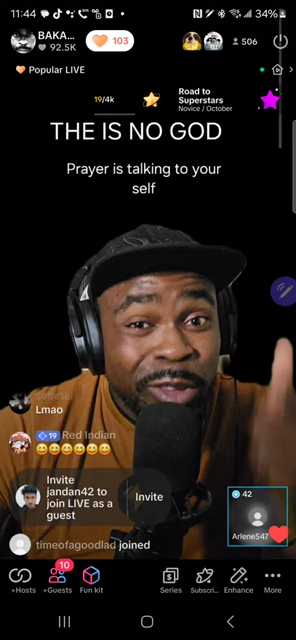 11:44
34%
BAKA...
92.5K
103
506
Popular LIVE
19/4k
Road to
Superstars
Novice / October
THE IS NO GOD
Prayer is talking to your
self
Lmao
19 Red Indian
Invite
jandan42 to
join LIVE as a
guest
Invite
timeofagoodlad joined
42
Arlene547
10
+Hosts
+Guests
Fun kit
Series
Subscri...
Enhance
More